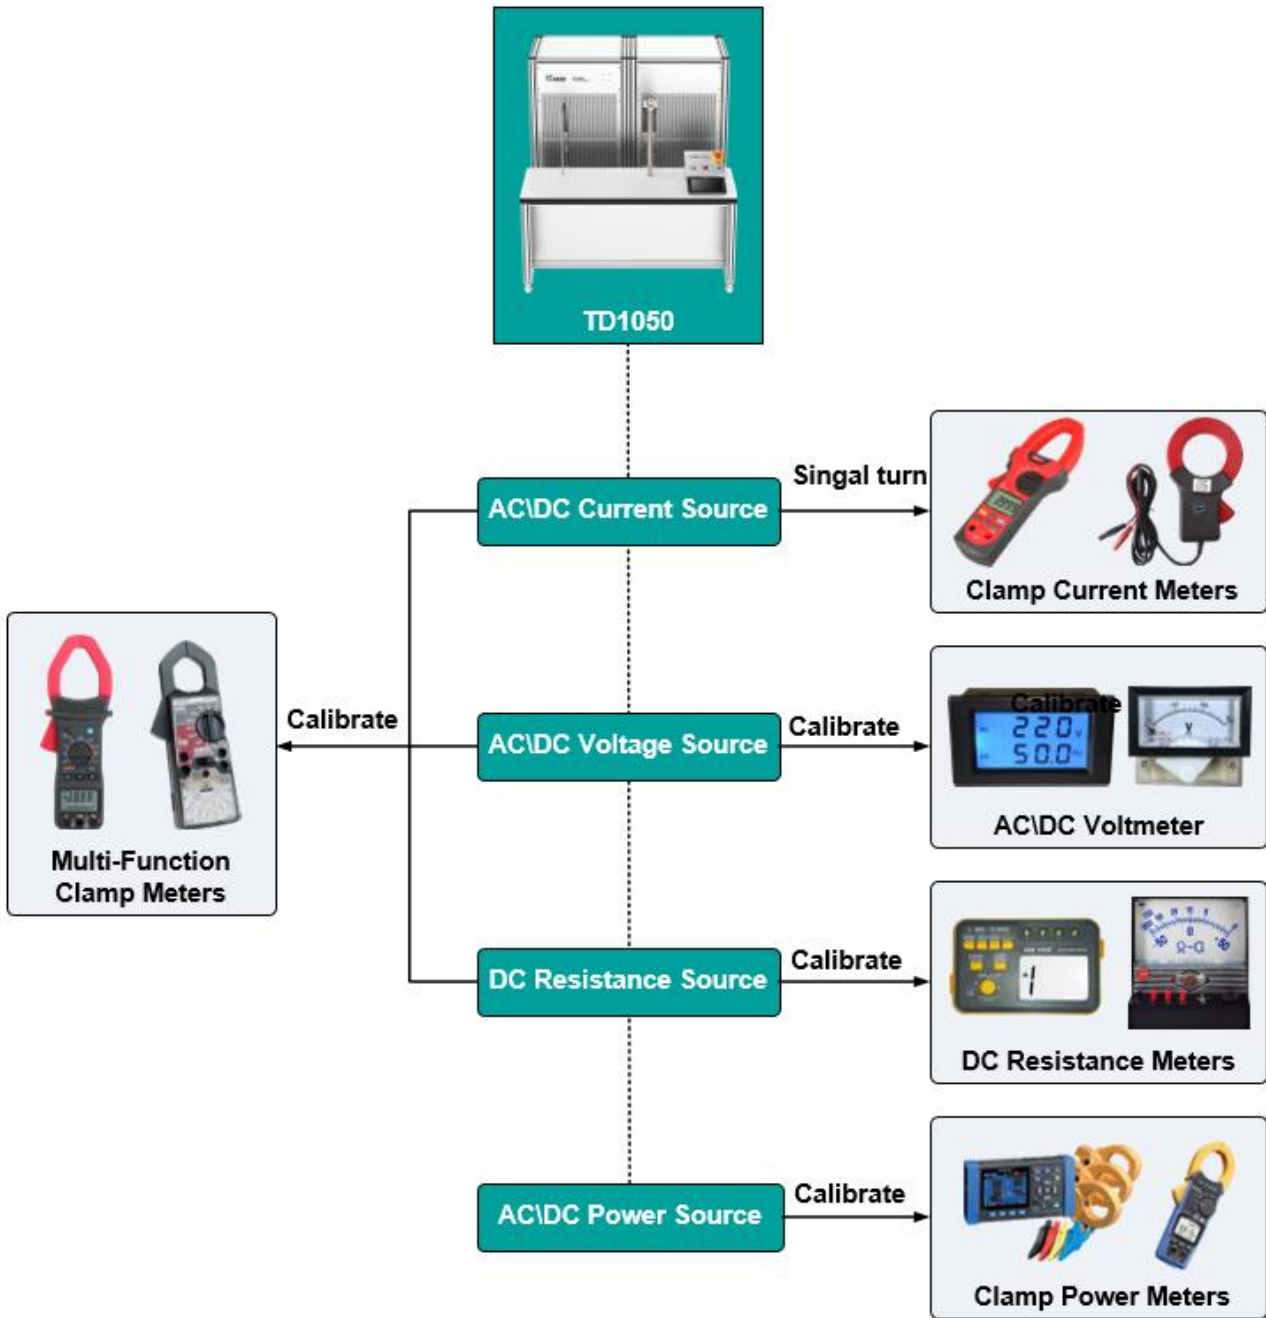 TD1050
AC\DC Current Source
Singal turn
Clamp Current Meters
Calibrate
Multi-Function
Clamp Meters
AC\DC Voltage Source
Calibrate
Calibrate
220 V
50.0
V
AC\DC Voltmeter
DC Resistance Source
Calibrate
DC Resistance Meters
AC\DC Power Source
Calibrate
Clamp Power Meters